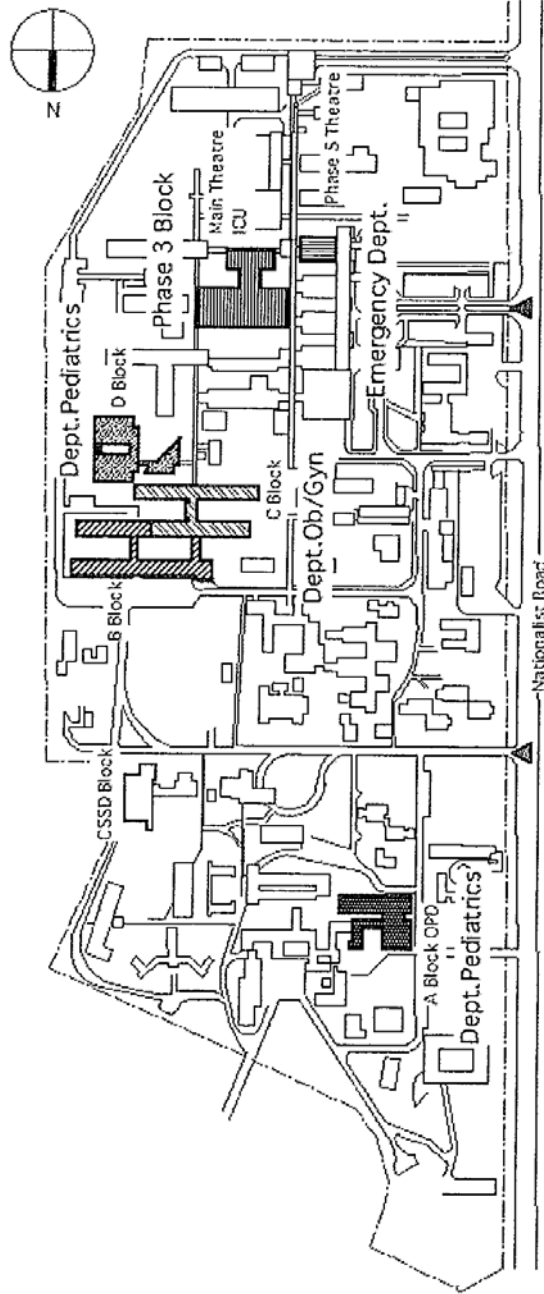 N
Main Theatre
ICU
Phase 3 Block
Phase 5 Theatre
Emergency Dept.
Dept.Pediatrics
D Block
C Block
Dept.Ob/Gyn
B Block
CSSD Block
Nationalist Road
A Block OPD
Dept.Pediatrics